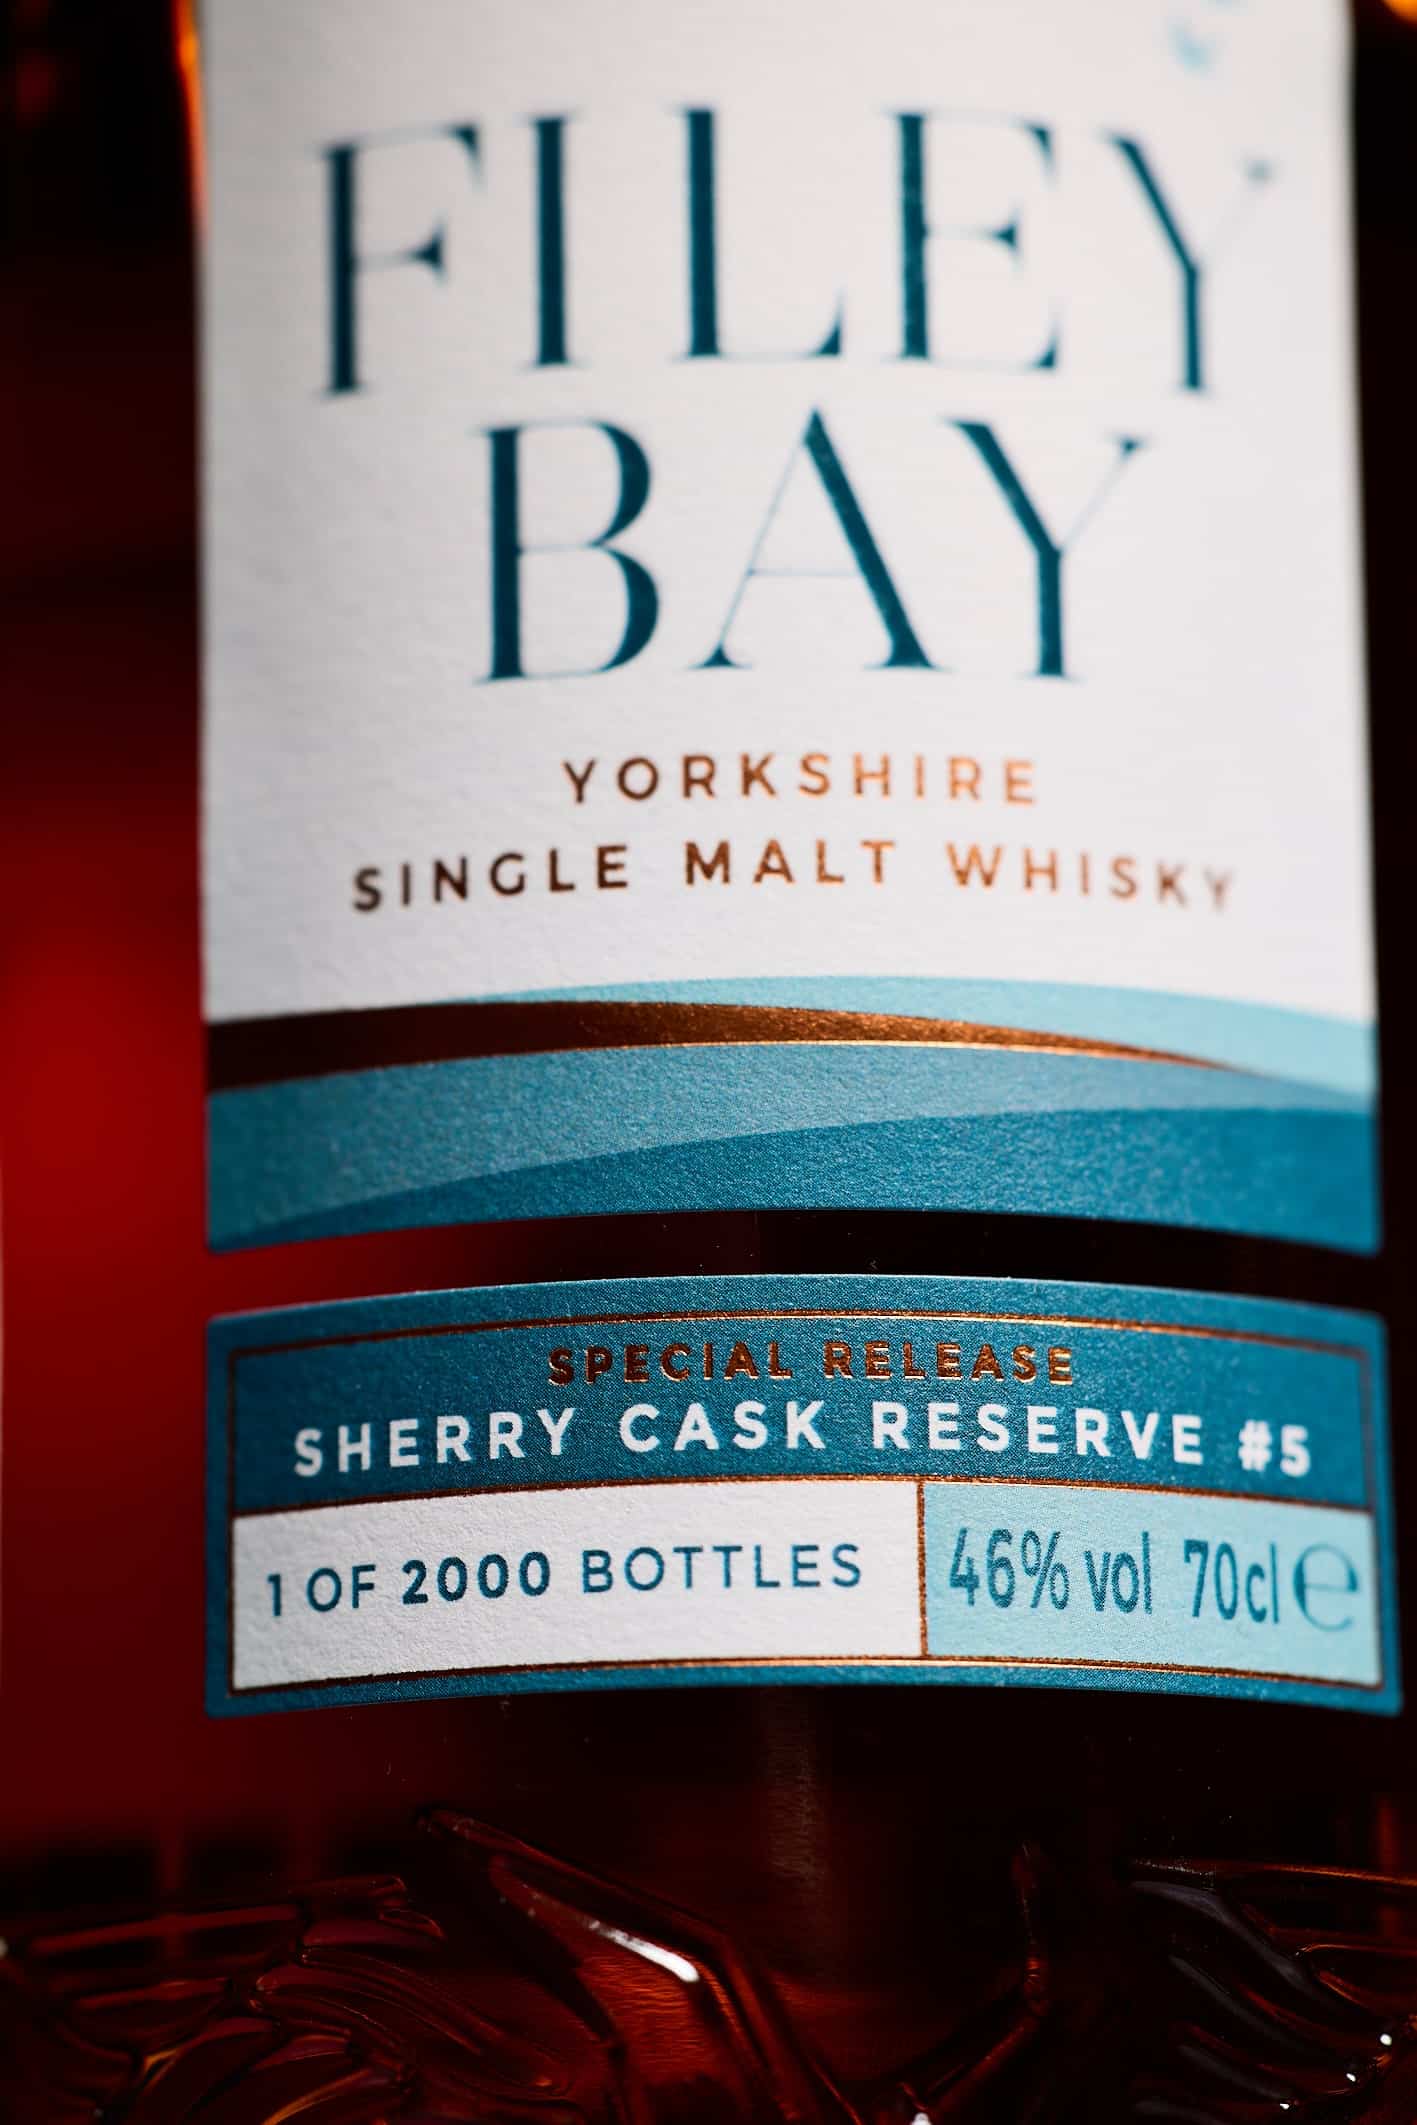 FILEY
BAY
YORKSHIRE
SINGLE MALT WHISKY
SPECIAL RELEASE
SHERRY CASK RESERVE #5
1 OF 2000 BOTTLES
46% vol 70cl ℮